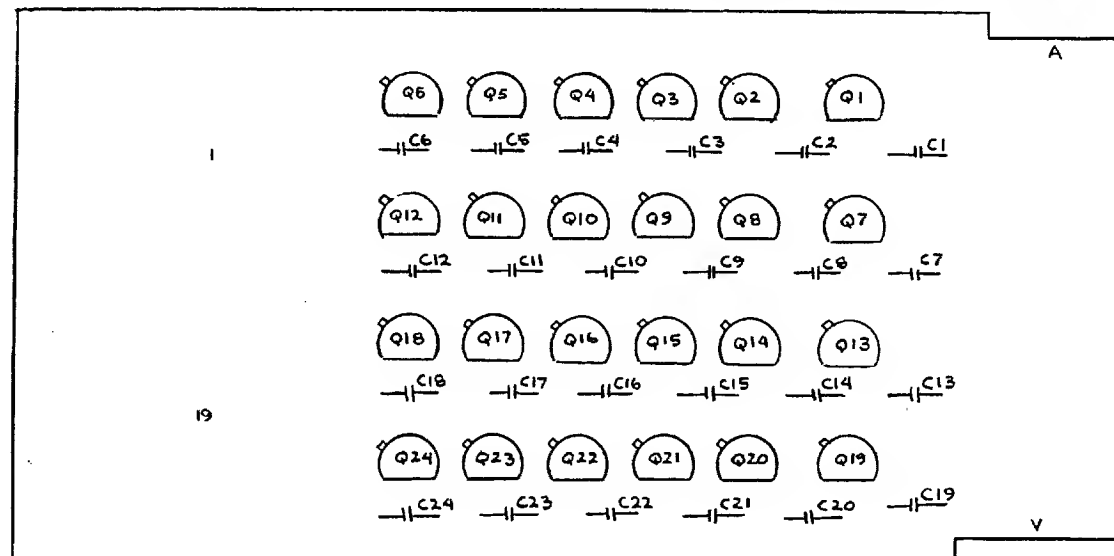 A
Q6 Q5 Q4 Q3 Q2 Q1
1 C6 C5 C4 C3 C2 C1
Q12 Q11 Q10 Q9 Q8 Q7
C12 C11 C10 C9 C8 C7
Q18 Q17 Q16 Q15 Q14 Q13
C18 C17 C16 C15 C14 C13
19
Q24 Q23 Q22 Q21 Q20 Q19
C24 C23 C22 C21 C20 C19
V